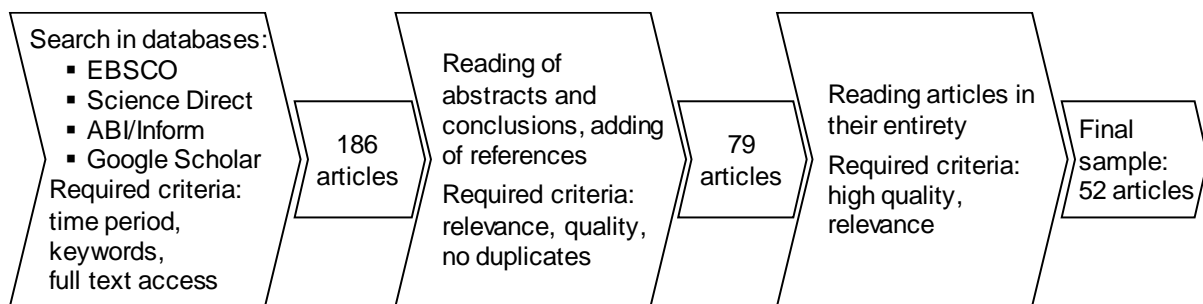 Search in databases:
▪ EBSCO
▪ Science Direct
▪ ABI/Inform
▪ Google Scholar
Required criteria:
time period,
keywords,
full text access
186
articles
Reading of
abstracts and
conclusions, adding
of references
Required criteria:
relevance, quality,
no duplicates
79
articles
Reading articles in
their entirety
Required criteria:
high quality,
relevance
Final
sample:
52 articles